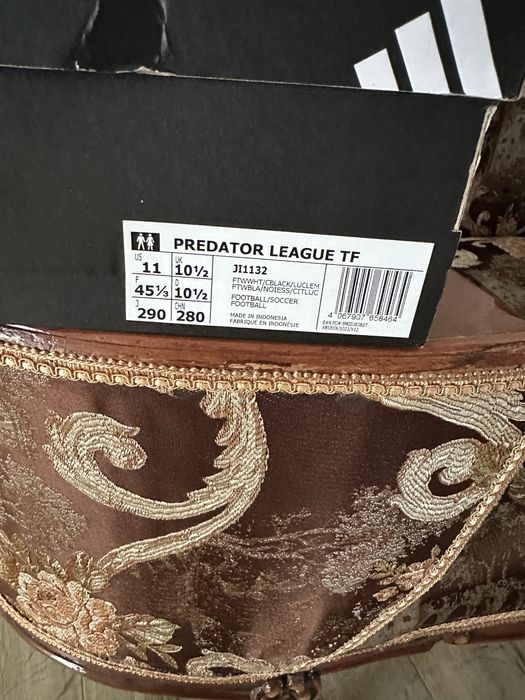 PREDATOR LEAGUE TF
US 11 UK 10½
F 45⅓ D 10½
J 290 CHN 280
JI1132
FTWWHT/CBLACK/LUCLEM
FTWBLA/NOIESS/CITLUC
FOOTBALL/SOCCER
FOOTBALL
MADE IN INDONESIA
FABRIQUÉ EN INDONÉSIE
4 067907 658464